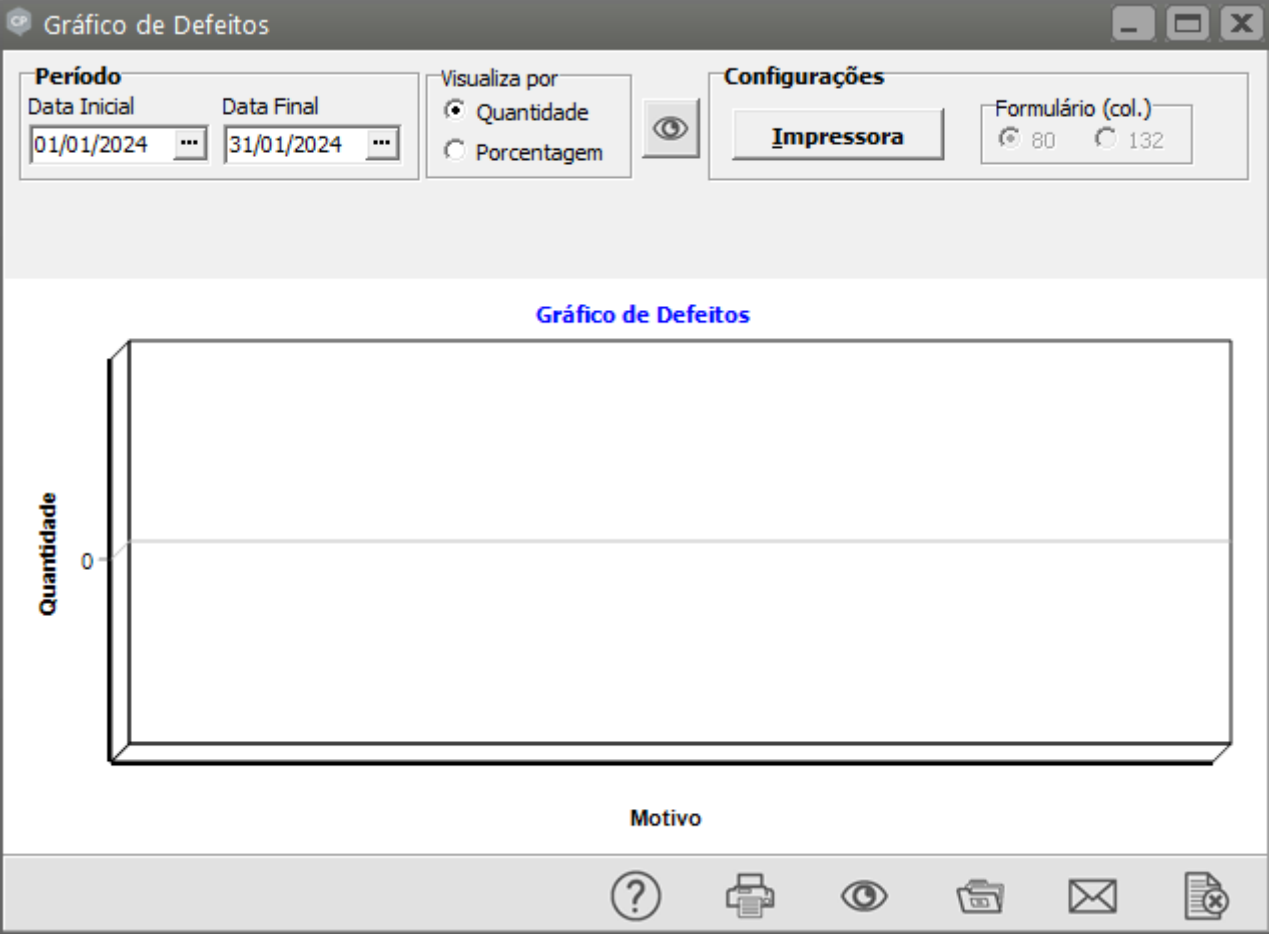 CP Gráfico de Defeitos
Período
Data Inicial
Data Final
01/01/2024 ...
31/01/2024 ...
Visualiza por
Quantidade
Porcentagem
Configurações
Impressora
Formulário (col.)
80
132
Gráfico de Defeitos
Quantidade
0
Motivo
?